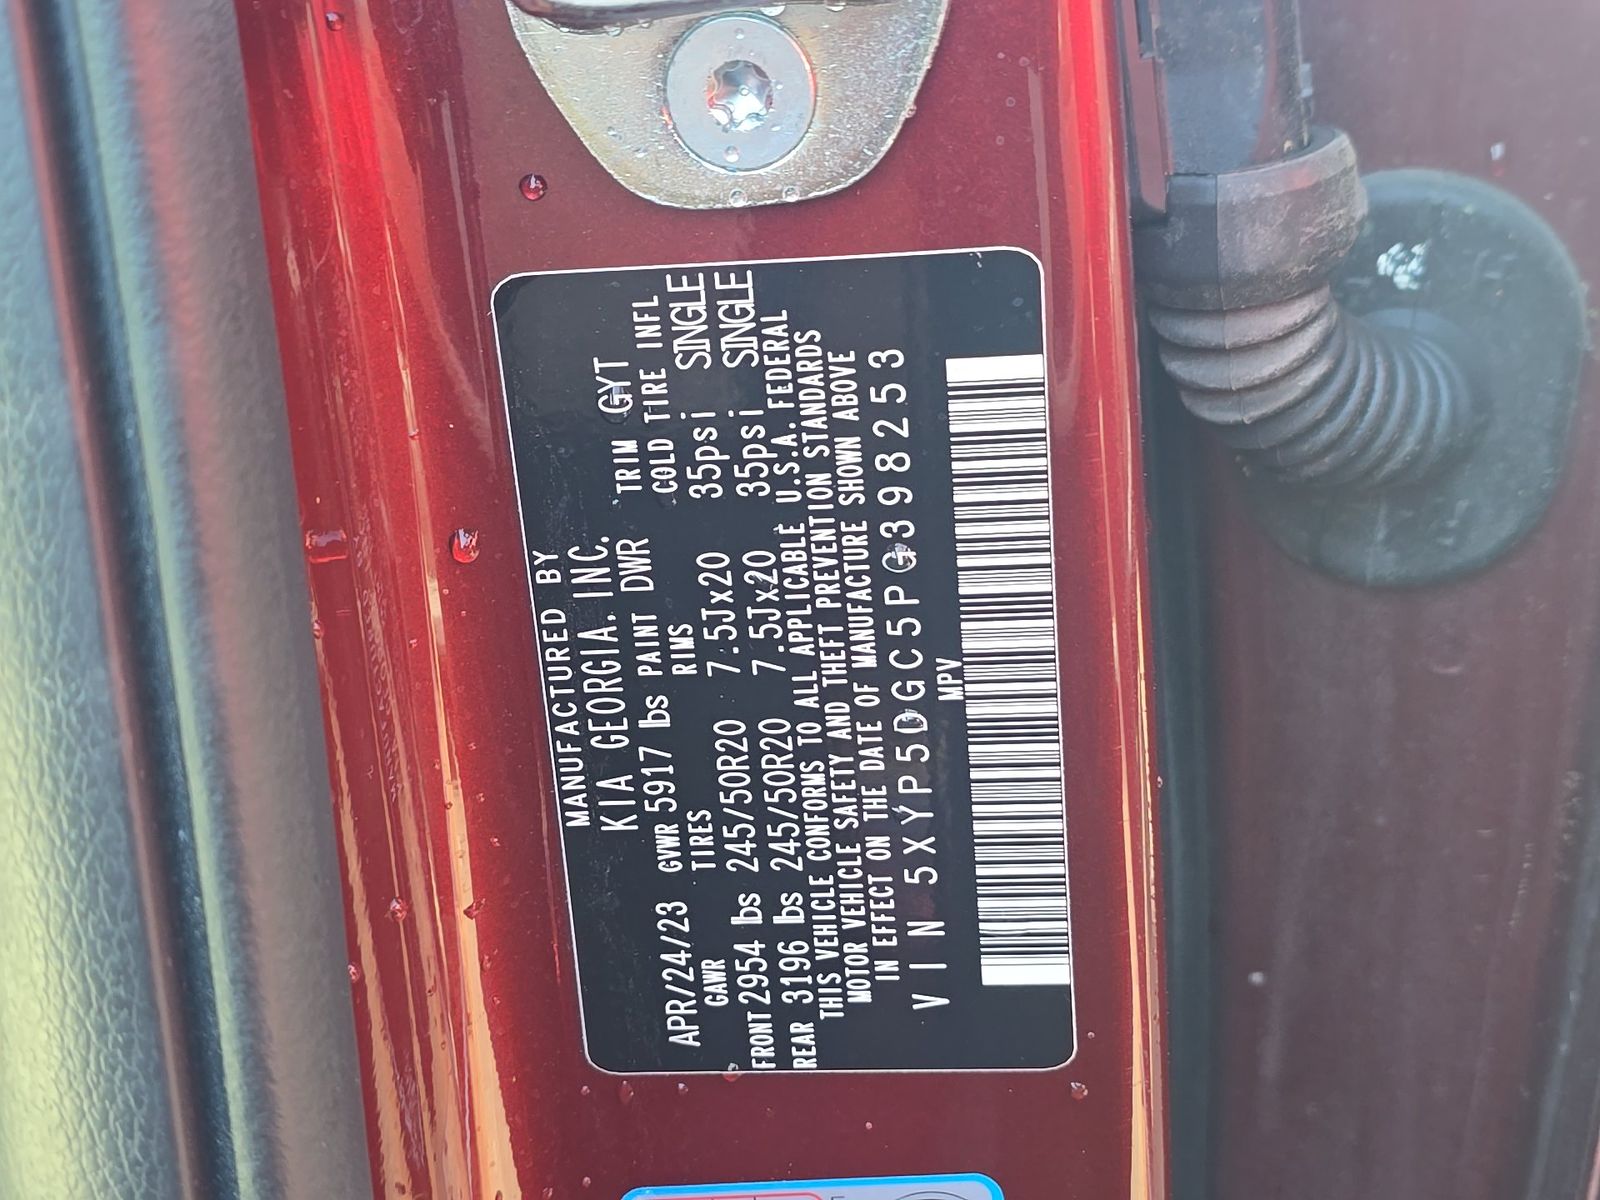 MANUFACTURED BY
KIA GEORGIA. INC.
TRIM GYT
APR/24/23 GVWR 5917 lbs PAINT DWR COLD TIRE INFL
GAWR TIRES RIMS
FRONT 2954 lbs 245/50R20 7.5Jx20 35psi SINGLE
REAR 3196 lbs 245/50R20 7.5Jx20 35psi SINGLE
THIS VEHICLE CONFORMS TO ALL APPLICABLE U.S.A. FEDERAL
MOTOR VEHICLE SAFETY AND THEFT PREVENTION STANDARDS
IN EFFECT ON THE DATE OF MANUFACTURE SHOWN ABOVE
VIN 5XYP5DGC5PG398253
MPV